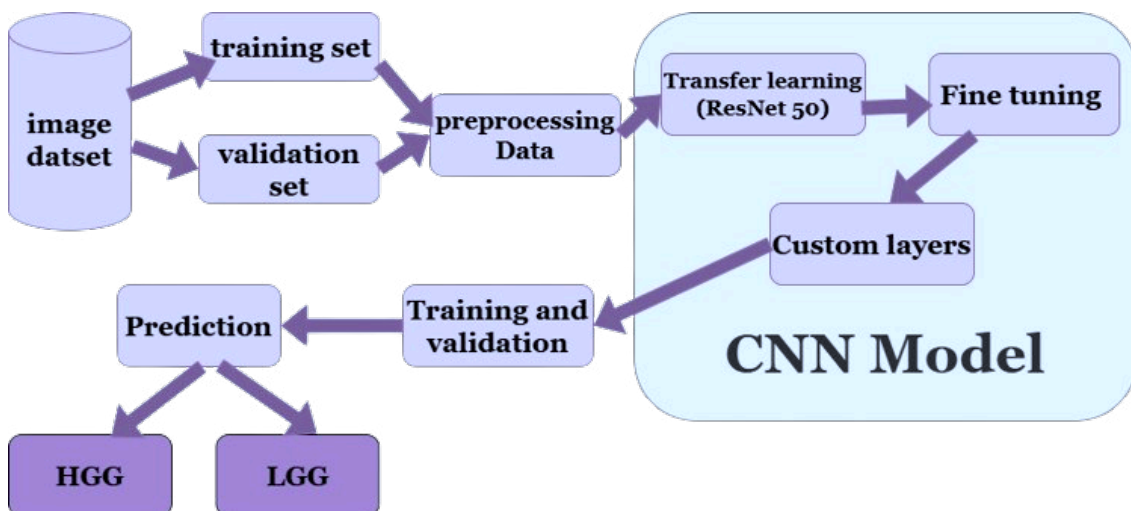 image
datset
training set
validation
set
preprocessing
Data
Transfer learning
(ResNet 50)
Fine tuning
Custom layers
CNN Model
Training and
validation
Prediction
HGG
LGG